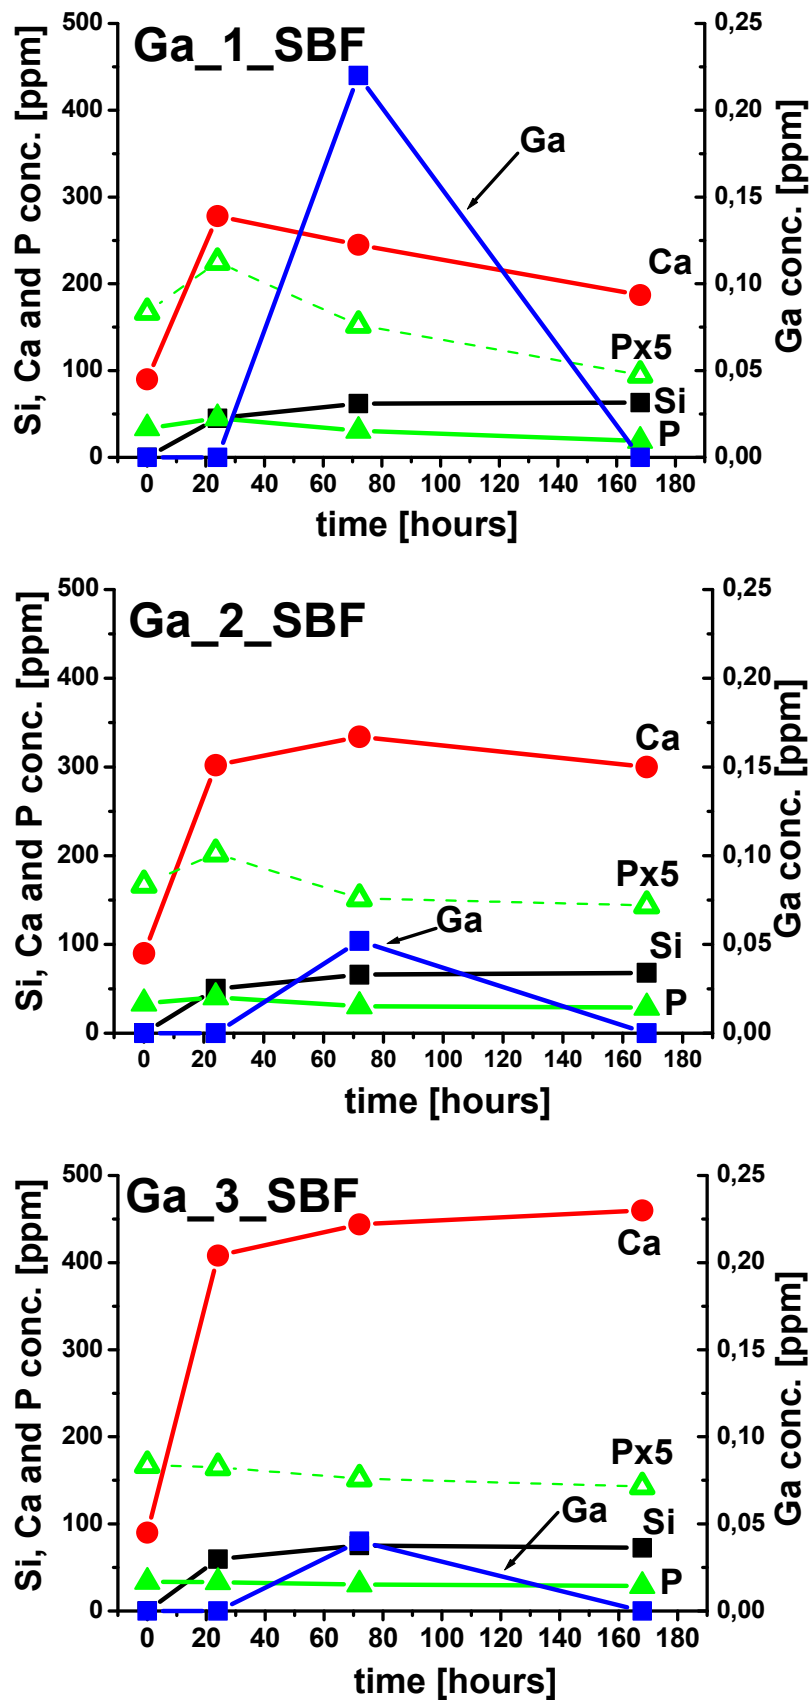 Ga_1_SBF
Si, Ca and P conc. [ppm]
500
400
300
200
100
0
0,25
0,20
0,15
0,10
0,05
0,00
Ga conc. [ppm]
Ga
Ca
Px5
Si
P
0 20 40 60 80 100 120 140 160 180
time [hours]
Ga_2_SBF
Si, Ca and P conc. [ppm]
500
400
300
200
100
0
0,25
0,20
0,15
0,10
0,05
0,00
Ga conc. [ppm]
Ca
Px5
Ga
Si
P
0 20 40 60 80 100 120 140 160 180
time [hours]
Ga_3_SBF
Si, Ca and P conc. [ppm]
500
400
300
200
100
0
0,25
0,20
0,15
0,10
0,05
0,00
Ga conc. [ppm]
Ca
Px5
Ga
Si
P
0 20 40 60 80 100 120 140 160 180
time [hours]